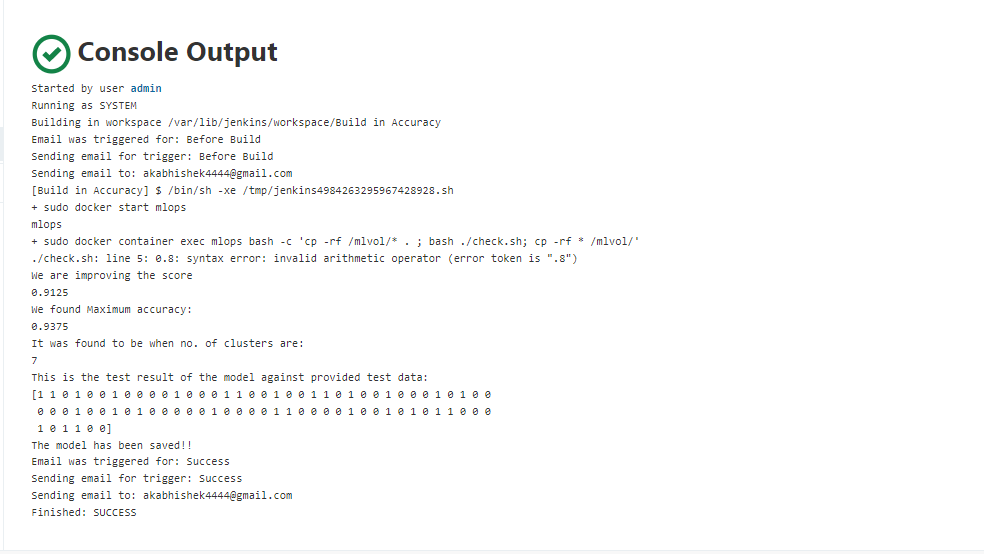 Console Output
Started by user admin
Running as SYSTEM
Building in workspace /var/lib/jenkins/workspace/Build in Accuracy
Email was triggered for: Before Build
Sending email for trigger: Before Build
Sending email to: akabhishek4444@gmail.com
[Build in Accuracy] $ /bin/sh -xe /tmp/jenkins4984263295967428928.sh
+ sudo docker start mlops
mlops
+ sudo docker container exec mlops bash -c 'cp -rf /mlvol/* . ; bash ./check.sh; cp -rf * /mlvol/'
./check.sh: line 5: 0.8: syntax error: invalid arithmetic operator (error token is ".8")
We are improving the score
0.9125
We found Maximum accuracy:
0.9375
It was found to be when no. of clusters are:
7
This is the test result of the model against provided test data:
[1 1 0 1 0 0 1 0 0 0 0 1 0 0 0 1 1 0 0 1 0 0 1 1 0 1 0 0 1 0 0 0 1 0 1 0 0
0 0 0 1 0 0 1 0 1 0 0 0 0 0 1 0 0 0 0 1 1 0 0 0 0 1 0 0 1 0 1 0 1 1 0 0 0
1 0 1 1 0 0]
The model has been saved!!
Email was triggered for: Success
Sending email for trigger: Success
Sending email to: akabhishek4444@gmail.com
Finished: SUCCESS